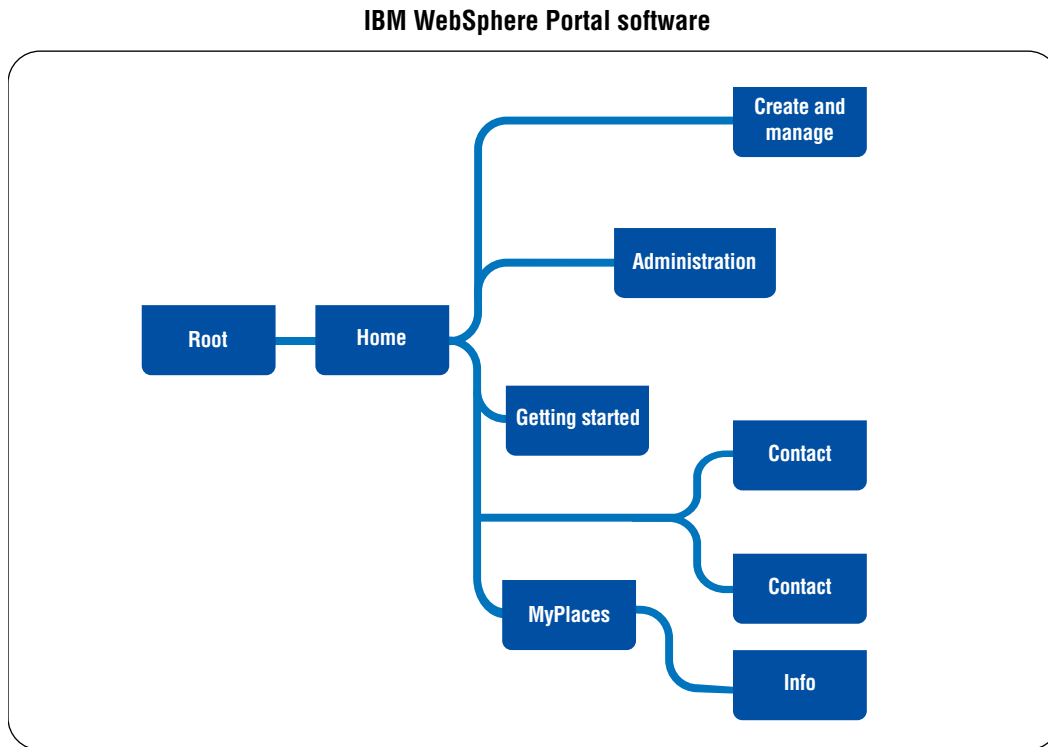 IBM WebSphere Portal software
Create and
manage
Administration
Root
Home
Getting started
Contact
Contact
MyPlaces
Info